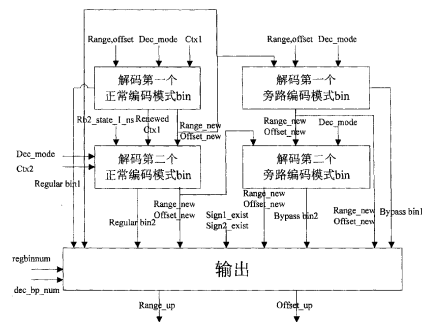 Range,offset Dec_mode Ctx1
Range,offset Dec_mode
解码第一个
正常编码模式bin
解码第一个
旁路编码模式bin
Rb2_state_1_ns
Renewed
Ctx1
Range_new
Offset_new
Range_new
Offset_new
Dec_mode
Dec_mode
Ctx2
解码第二个
正常编码模式bin
解码第二个
旁路编码模式bin
Regular bin1
Regular bin2
Range_new
Offset_new
Sign1_exist
Sign2_exist
Range_new
Offset_new
Bypass bin2
Range_new
Offset_new
Bypass bin1
regbinnum
dec_bp_num
输出
Range_up
Offset_up